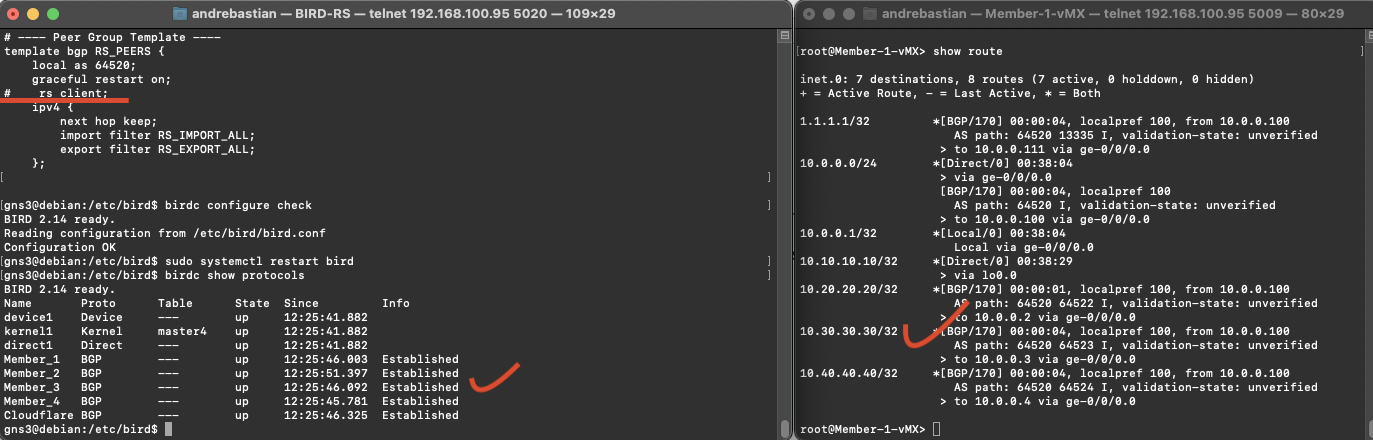 andrebastian — BIRD-RS — telnet 192.168.100.95 5020 — 109×29
# ---- Peer Group Template ----
template bgp RS_PEERS {
    local as 64520;
    graceful restart on;
#    rs client;
    ipv4 {
        next hop keep;
        import filter RS_IMPORT_ALL;
        export filter RS_EXPORT_ALL;
    };
[ ]
[gns3@debian:/etc/bird$ birdc configure check ]
BIRD 2.14 ready.
Reading configuration from /etc/bird/bird.conf
Configuration OK
[gns3@debian:/etc/bird$ sudo systemctl restart bird ]
[gns3@debian:/etc/bird$ birdc show protocols ]
BIRD 2.14 ready.
Name       Proto      Table      State  Since         Info
device1    Device     ---        up     12:25:41.882
kernel1    Kernel     master4    up     12:25:41.882
direct1    Direct     ---        up     12:25:41.882
Member_1   BGP        ---        up     12:25:46.003  Established
Member_2   BGP        ---        up     12:25:51.397  Established
Member_3   BGP        ---        up     12:25:46.092  Established
Member_4   BGP        ---        up     12:25:45.781  Established
Cloudflare BGP        ---        up     12:25:46.325  Established
gns3@debian:/etc/bird$
andrebastian — Member-1-vMX — telnet 192.168.100.95 5009 — 80×29
[root@Member-1-vMX> show route ]
inet.0: 7 destinations, 8 routes (7 active, 0 holddown, 0 hidden)
+ = Active Route, - = Last Active, * = Both
1.1.1.1/32         *[BGP/170] 00:00:04, localpref 100, from 10.0.0.100
                      AS path: 64520 13335 I, validation-state: unverified
                    > to 10.0.0.111 via ge-0/0/0.0
10.0.0.0/24        *[Direct/0] 00:38:04
                    > via ge-0/0/0.0
                    [BGP/170] 00:00:04, localpref 100
                      AS path: 64520 I, validation-state: unverified
                    > to 10.0.0.100 via ge-0/0/0.0
10.0.0.1/32        *[Local/0] 00:38:04
                      Local via ge-0/0/0.0
10.10.10.10/32     *[Direct/0] 00:38:29
                    > via lo0.0
10.20.20.20/32     *[BGP/170] 00:00:01, localpref 100, from 10.0.0.100
                      AS path: 64520 64522 I, validation-state: unverified
                    > to 10.0.0.2 via ge-0/0/0.0
10.30.30.30/32     *[BGP/170] 00:00:04, localpref 100, from 10.0.0.100
                      AS path: 64520 64523 I, validation-state: unverified
                    > to 10.0.0.3 via ge-0/0/0.0
10.40.40.40/32     *[BGP/170] 00:00:04, localpref 100, from 10.0.0.100
                      AS path: 64520 64524 I, validation-state: unverified
                    > to 10.0.0.4 via ge-0/0/0.0
root@Member-1-vMX>